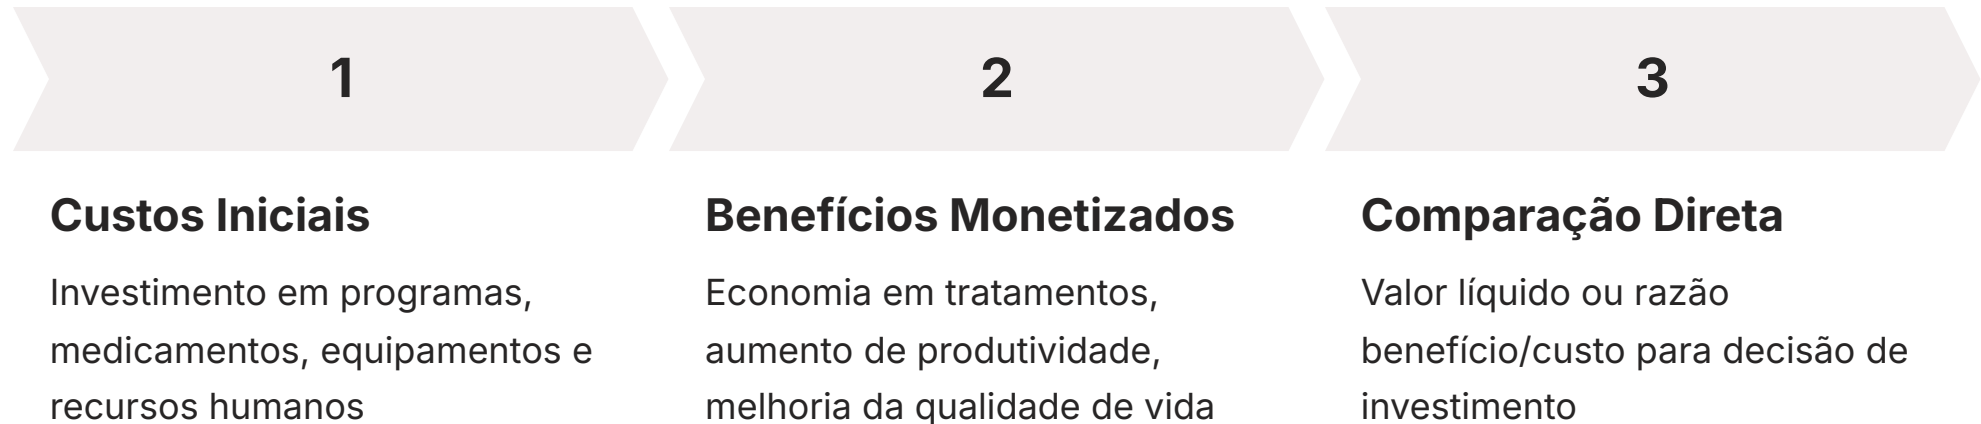 1
Custos Iniciais
Investimento em programas,
medicamentos, equipamentos e
recursos humanos
2
Benefícios Monetizados
Economia em tratamentos,
aumento de produtividade,
melhoria da qualidade de vida
3
Comparação Direta
Valor líquido ou razão
benefício/custo para decisão de
investimento